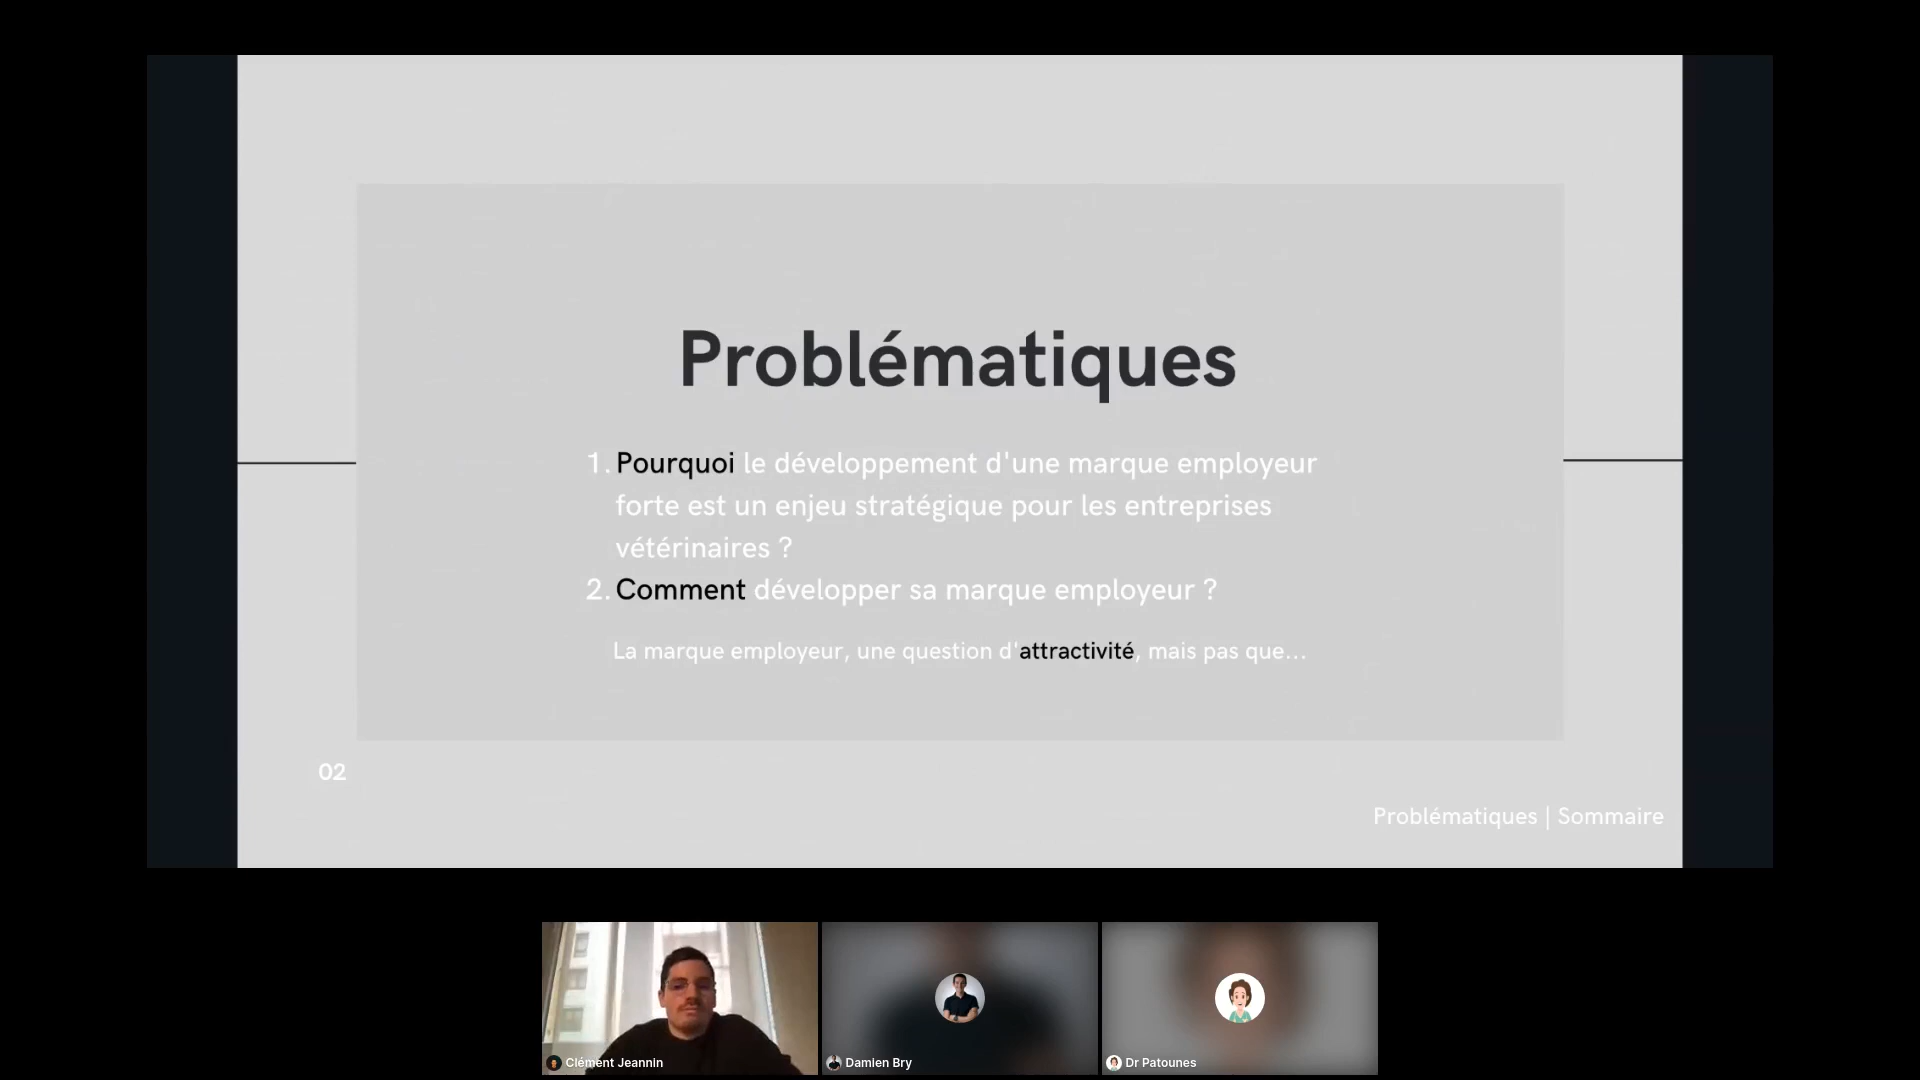 Problématiques
1. Pourquoi le développement d'une marque employeur
forte est un enjeu stratégique pour les entreprises
vétérinaires ?
2. Comment développer sa marque employeur ?
La marque employeur, une question d'attractivité, mais pas que...
02
Problématiques | Sommaire
Clément Jeannin
Damien Bry
Dr Patounes